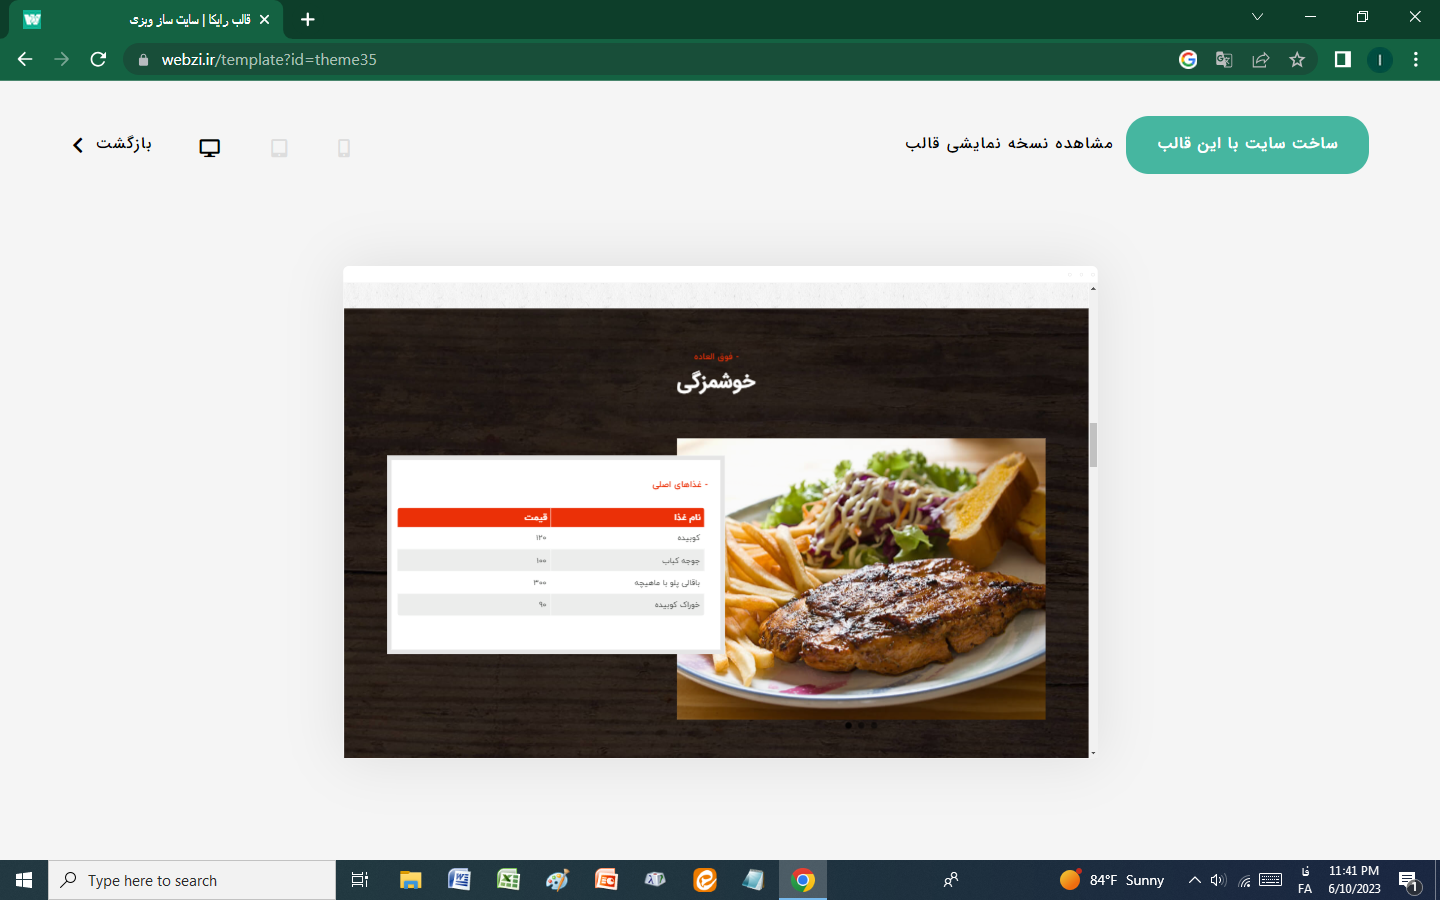 قالب رایکا | سایت ساز وبزی
webzi.ir/template?id=theme35
I
ساخت سایت با این قالب
مشاهده نسخه نمایشی قالب
بازگشت
- فوق العاده
خوشمزگی
- غذاهای اصلی
نام غذا قیمت
کوبیده ۱۲۰
جوجه کباب ۱۰۰
باقالی پلو با ماهیچه ۳۰۰
خوراک کوبیده ۹۰
Type here to search
84°F Sunny
فا
FA
11:41 PM
6/10/2023
1